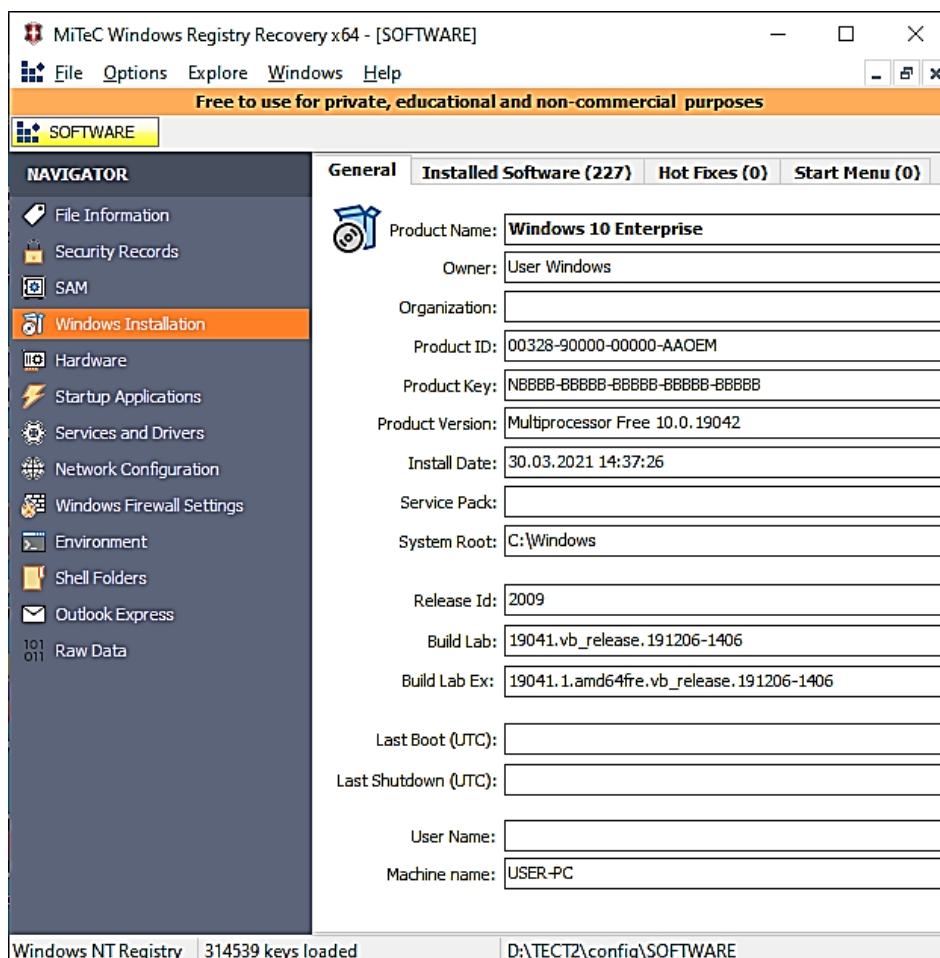 MiTeC Windows Registry Recovery x64 - [SOFTWARE]
File Options Explore Windows Help
Free to use for private, educational and non-commercial purposes
SOFTWARE
NAVIGATOR
File Information
Security Records
SAM
Windows Installation
Hardware
Startup Applications
Services and Drivers
Network Configuration
Windows Firewall Settings
Environment
Shell Folders
Outlook Express
101
011 Raw Data
General Installed Software (227) Hot Fixes (0) Start Menu (0)
Product Name: Windows 10 Enterprise
Owner: User Windows
Organization:
Product ID: 00328-90000-00000-AAOEM
Product Key: NBBBB-BBBBB-BBBBB-BBBBB-BBBBB
Product Version: Multiprocessor Free 10.0.19042
Install Date: 30.03.2021 14:37:26
Service Pack:
System Root: C:\Windows
Release Id: 2009
Build Lab: 19041.vb_release.191206-1406
Build Lab Ex: 19041.1.amd64fre.vb_release.191206-1406
Last Boot (UTC):
Last Shutdown (UTC):
User Name:
Machine name: USER-PC
Windows NT Registry 314539 keys loaded D:\TECT2\config\SOFTWARE